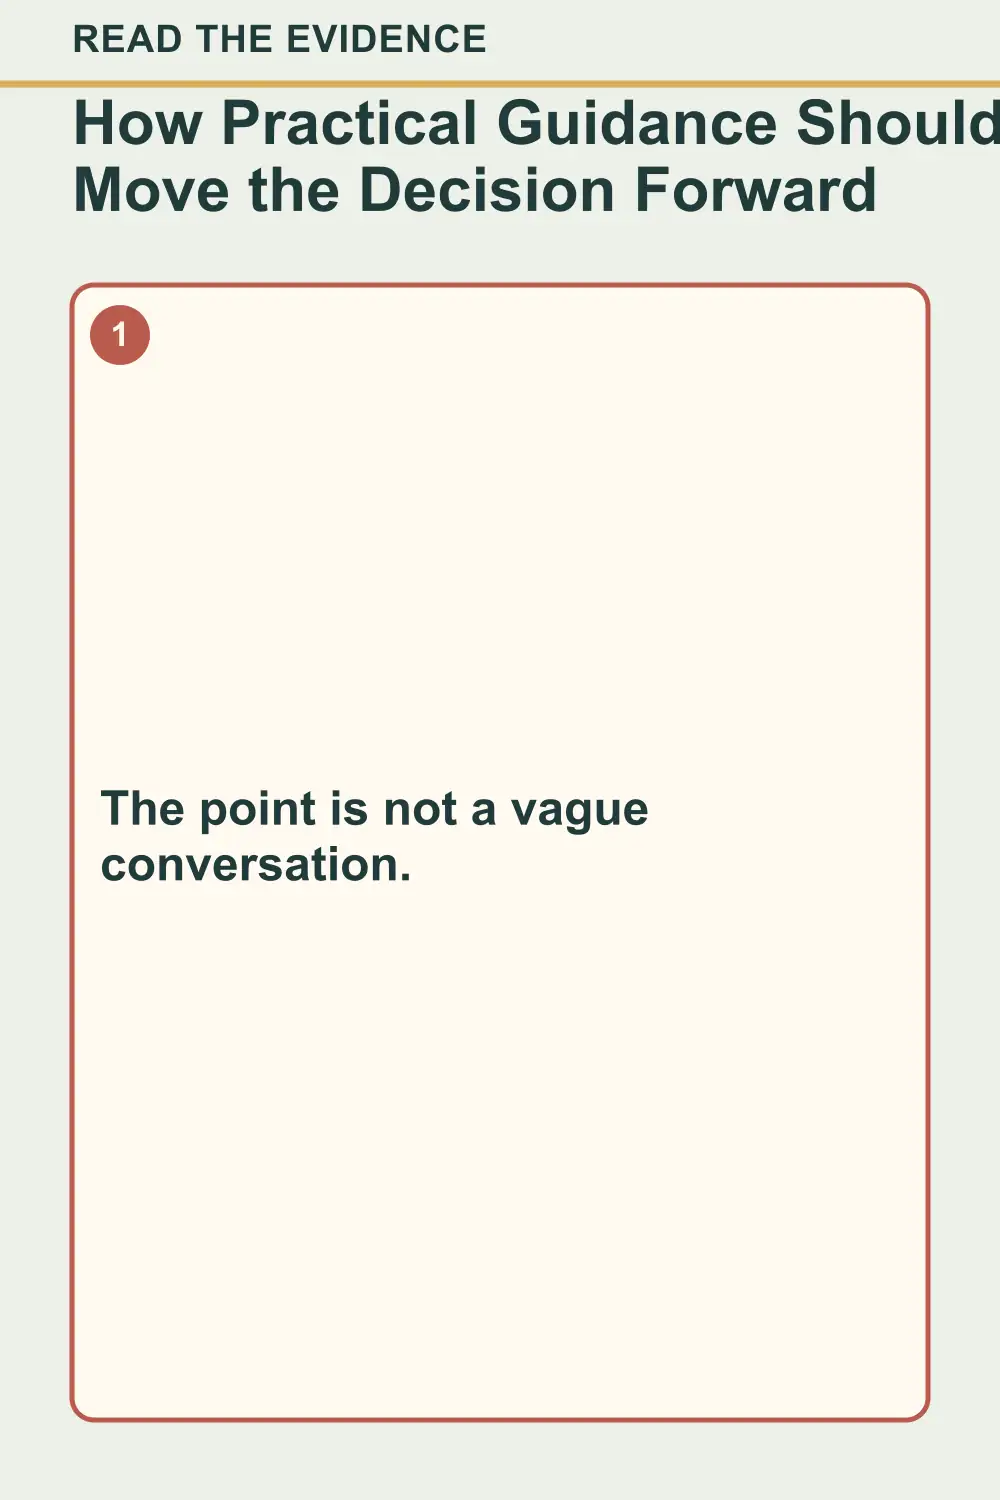 READ THE EVIDENCE
How Practical Guidance Should
Move the Decision Forward
1
The point is not a vague
conversation.